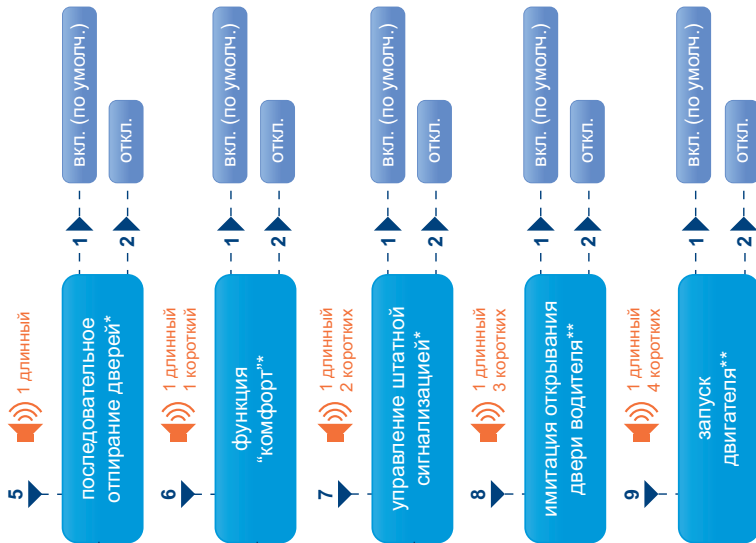 5
1 длинный
последовательное
отпирание дверей*
1
вкл. (по умолч.)
2
откл.
6
1 длинный
1 короткий
функция
“комфорт”*
1
вкл. (по умолч.)
2
откл.
7
1 длинный
2 коротких
управление штатной
сигнализацией*
1
вкл. (по умолч.)
2
откл.
8
1 длинный
3 коротких
имитация открывания
двери водителя**
1
вкл. (по умолч.)
2
откл.
9
1 длинный
4 коротких
запуск
двигателя**
1
вкл. (по умолч.)
2
откл.